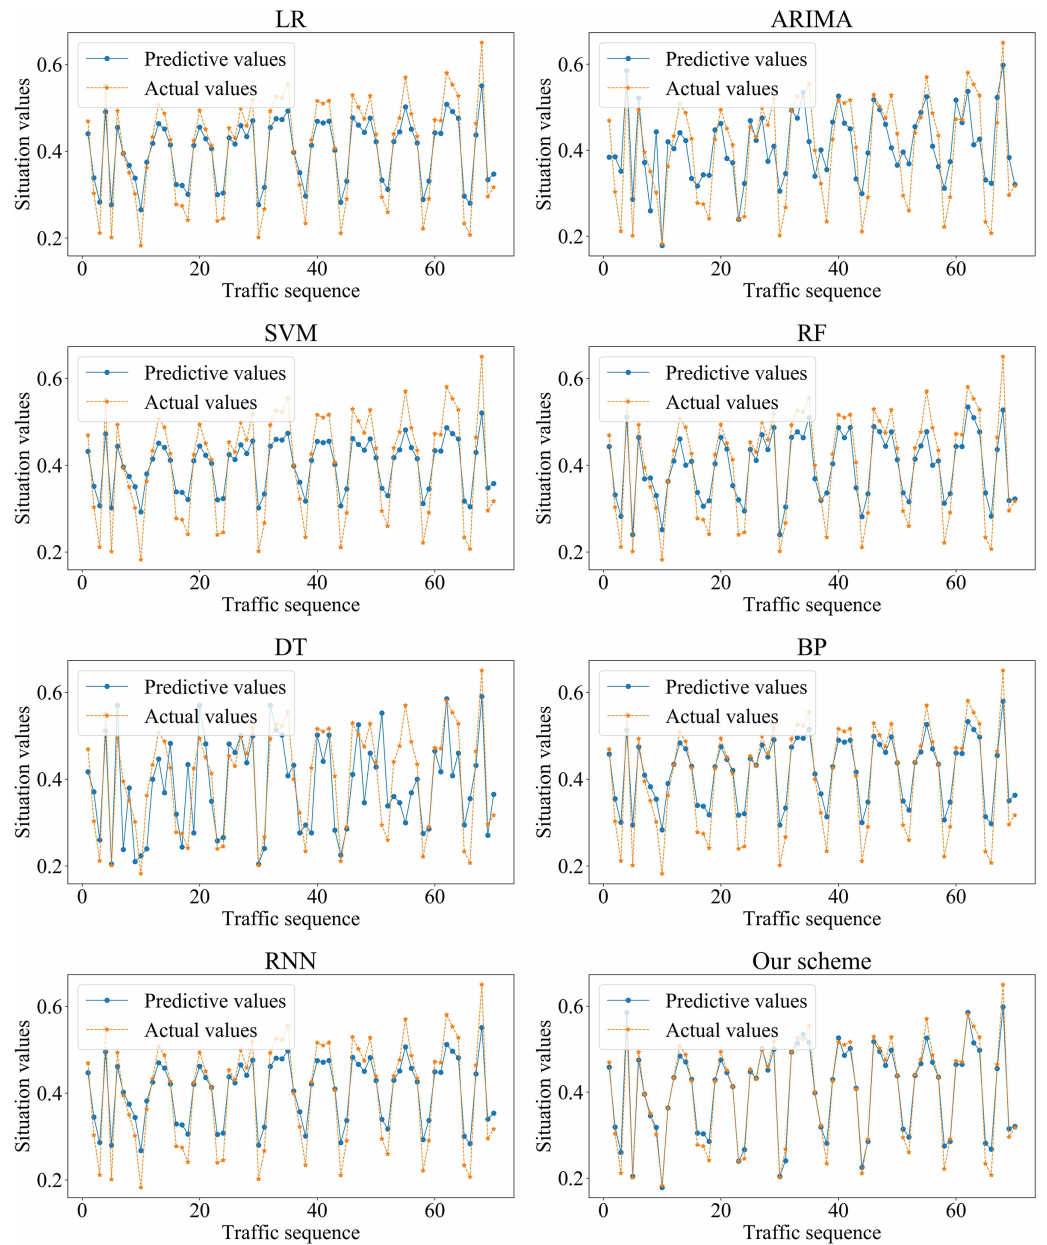 LR
Situation values
0.6
0.4
0.2
Predictive values
Actual values
0
20
40
60
Traffic sequence
ARIMA
Situation values
0.6
0.4
0.2
Predictive values
Actual values
0
20
40
60
Traffic sequence
SVM
Situation values
0.6
0.4
0.2
Predictive values
Actual values
0
20
40
60
Traffic sequence
RF
Situation values
0.6
0.4
0.2
Predictive values
Actual values
0
20
40
60
Traffic sequence
DT
Situation values
0.6
0.4
0.2
Predictive values
Actual values
0
20
40
60
Traffic sequence
BP
Situation values
0.6
0.4
0.2
Predictive values
Actual values
0
20
40
60
Traffic sequence
RNN
Situation values
0.6
0.4
0.2
Predictive values
Actual values
0
20
40
60
Traffic sequence
Our scheme
Situation values
0.6
0.4
0.2
Predictive values
Actual values
0
20
40
60
Traffic sequence